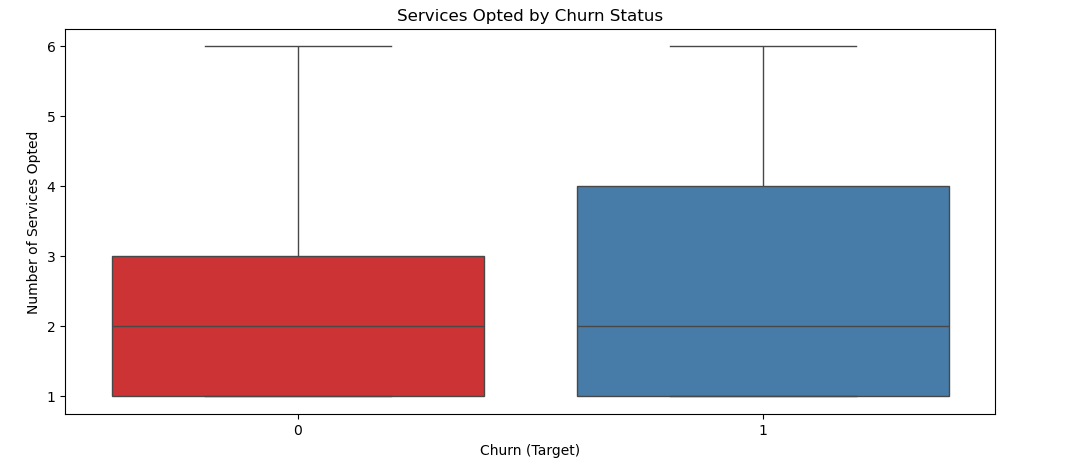 Services Opted by Churn Status
Number of Services Opted
6
5
4
3
2
1
0
1
Churn (Target)